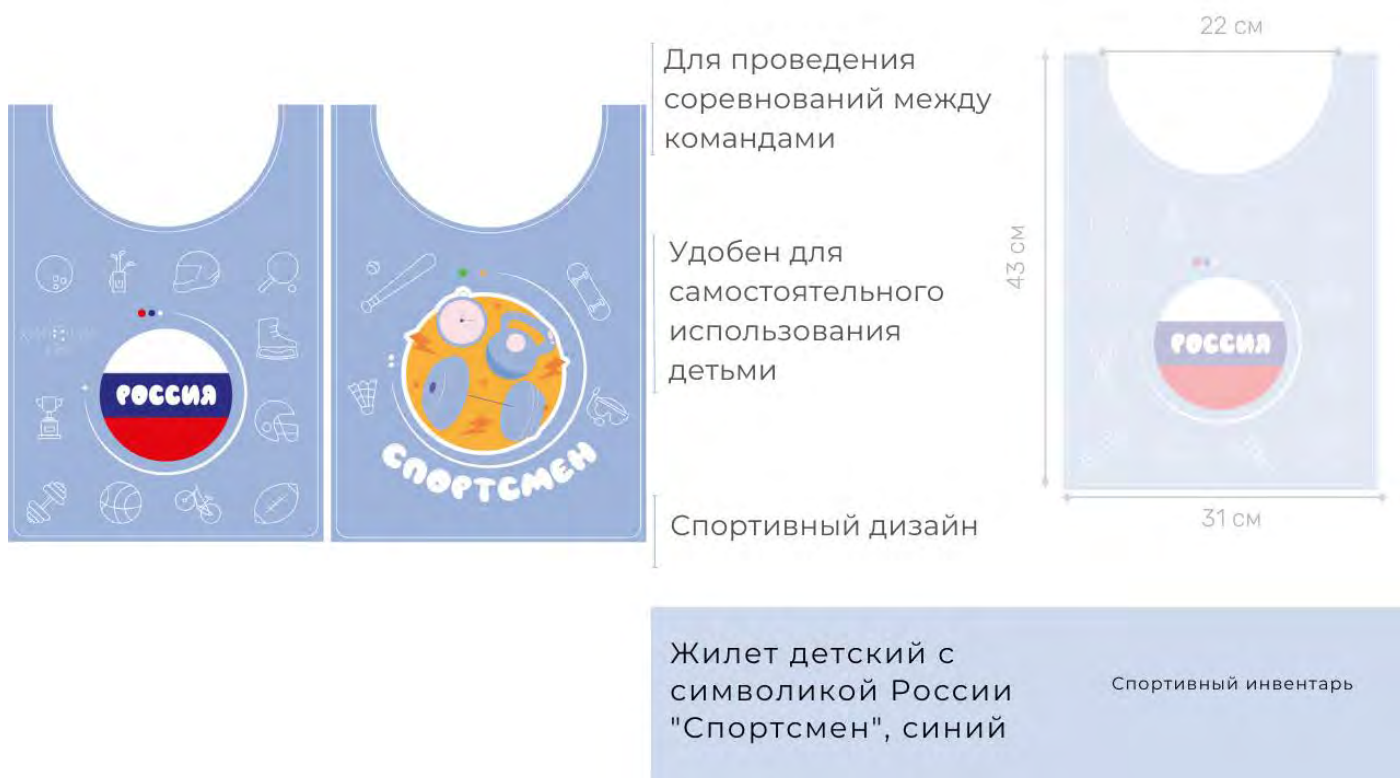 22 см
Для проведения
соревнований между
командами
43 см
Удобен для
самостоятельного
использования
детьми
РОССИЯ
РОССИЯ
СПОРТСМЕН
Спортивный дизайн
31 см
Жилет детский с
символикой России
"Спортсмен", синий
Спортивный инвентарь